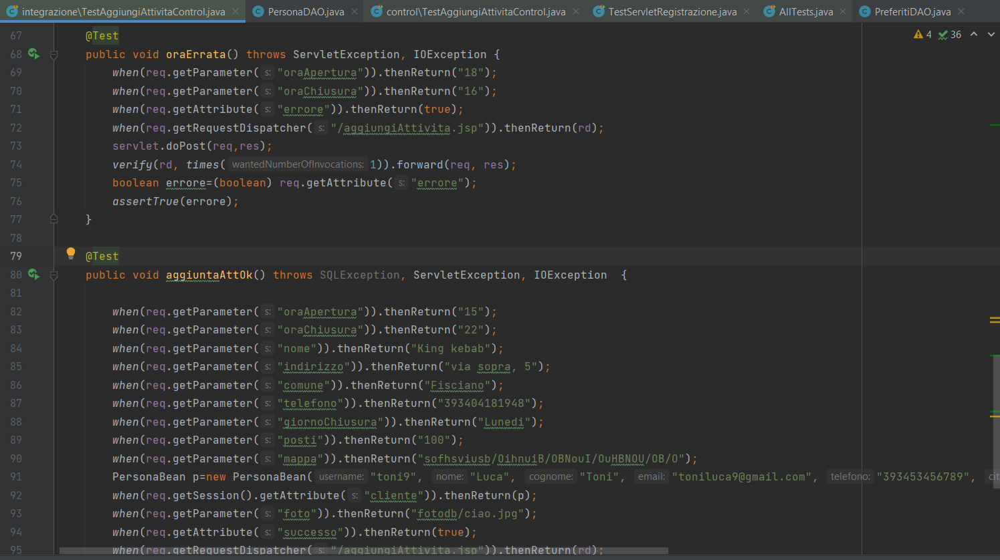 integrazione\TestAggiungiAttivitaControl.java PersonaDAO.java control\TestAggiungiAttivitaControl.java TestServletRegistrazione.java AllTests.java PreferitiDAO.java
4 36
67 @Test
68 public void oraErrata() throws ServletException, IOException {
69 when(req.getParameter( s: "oraApertura")).thenReturn("18");
70 when(req.getParameter( s: "oraChiusura")).thenReturn("16");
71 when(req.getAttribute( s: "errore")).thenReturn(true);
72 when(req.getRequestDispatcher( s: "/aggiungiAttivita.jsp")).thenReturn(rd);
73 servlet.doPost(req,res);
74 verify(rd, times( wantedNumberOfInvocations: 1)).forward(req, res);
75 boolean errore=(boolean) req.getAttribute( s: "errore");
76 assertTrue(errore);
77 }
78
79 @Test
80 public void aggiuntaAttOk() throws SQLException, ServletException, IOException {
81
82 when(req.getParameter( s: "oraApertura")).thenReturn("15");
83 when(req.getParameter( s: "oraChiusura")).thenReturn("22");
84 when(req.getParameter( s: "nome")).thenReturn("King kebab");
85 when(req.getParameter( s: "indirizzo")).thenReturn("via sopra, 5");
86 when(req.getParameter( s: "comune")).thenReturn("Fisciano");
87 when(req.getParameter( s: "telefono")).thenReturn("393404181948");
88 when(req.getParameter( s: "giornoChiusura")).thenReturn("Lunedi");
89 when(req.getParameter( s: "posti")).thenReturn("100");
90 when(req.getParameter( s: "mappa")).thenReturn("sofhsviusb/OihnuiB/OBNouI/OuHBNOU/OB/O");
91 PersonaBean p=new PersonaBean( username: "toni9", nome: "Luca", cognome: "Toni", email: "toniluca9@gmail.com", telefono: "393453456789", cit
92 when(req.getSession().getAttribute( s: "cliente")).thenReturn(p);
93 when(req.getParameter( s: "foto")).thenReturn("fotodb/ciao.jpg");
94 when(req.getAttribute( s: "successo")).thenReturn(true);
95 when(req.getRequestDispatcher( s: "/aggiungiAttivita.jsp")).thenReturn(rd);